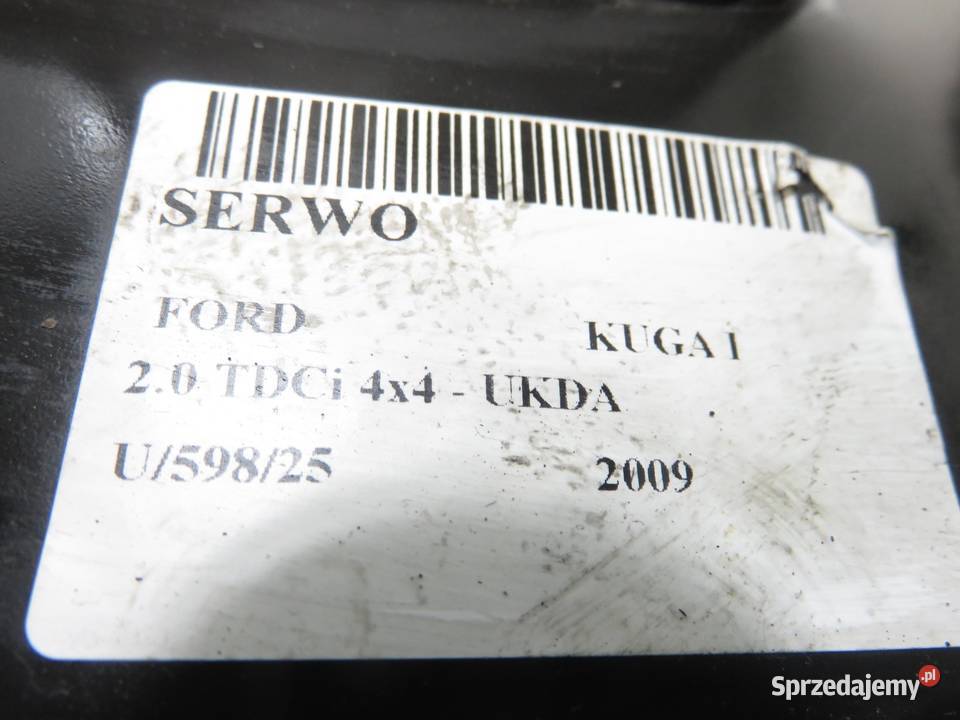 SERWO
FORD KUGA I
2.0 TDCi 4x4 - UKDA
U/598/25 2009
Sprzedajemy.pl